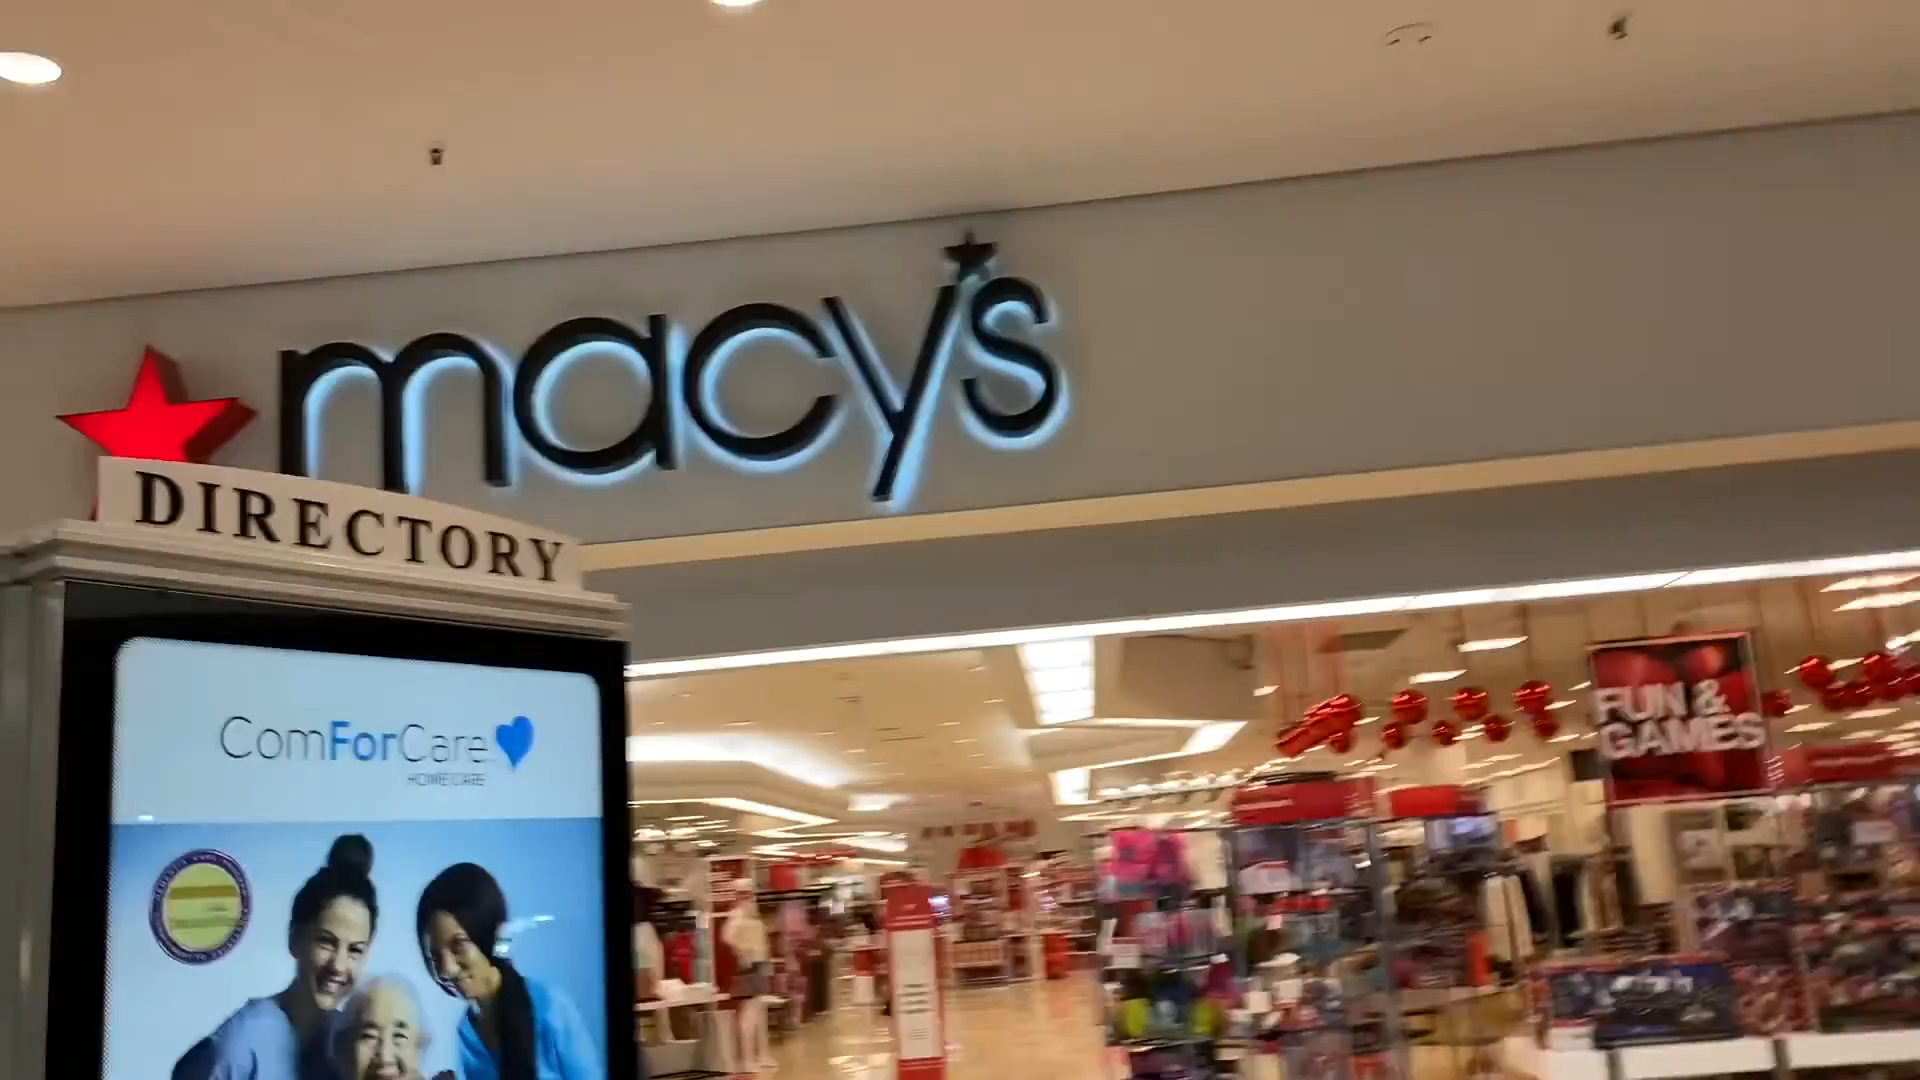 macy's
DIRECTORY
ComForCare
HOME CARE
FUN &
GAMES